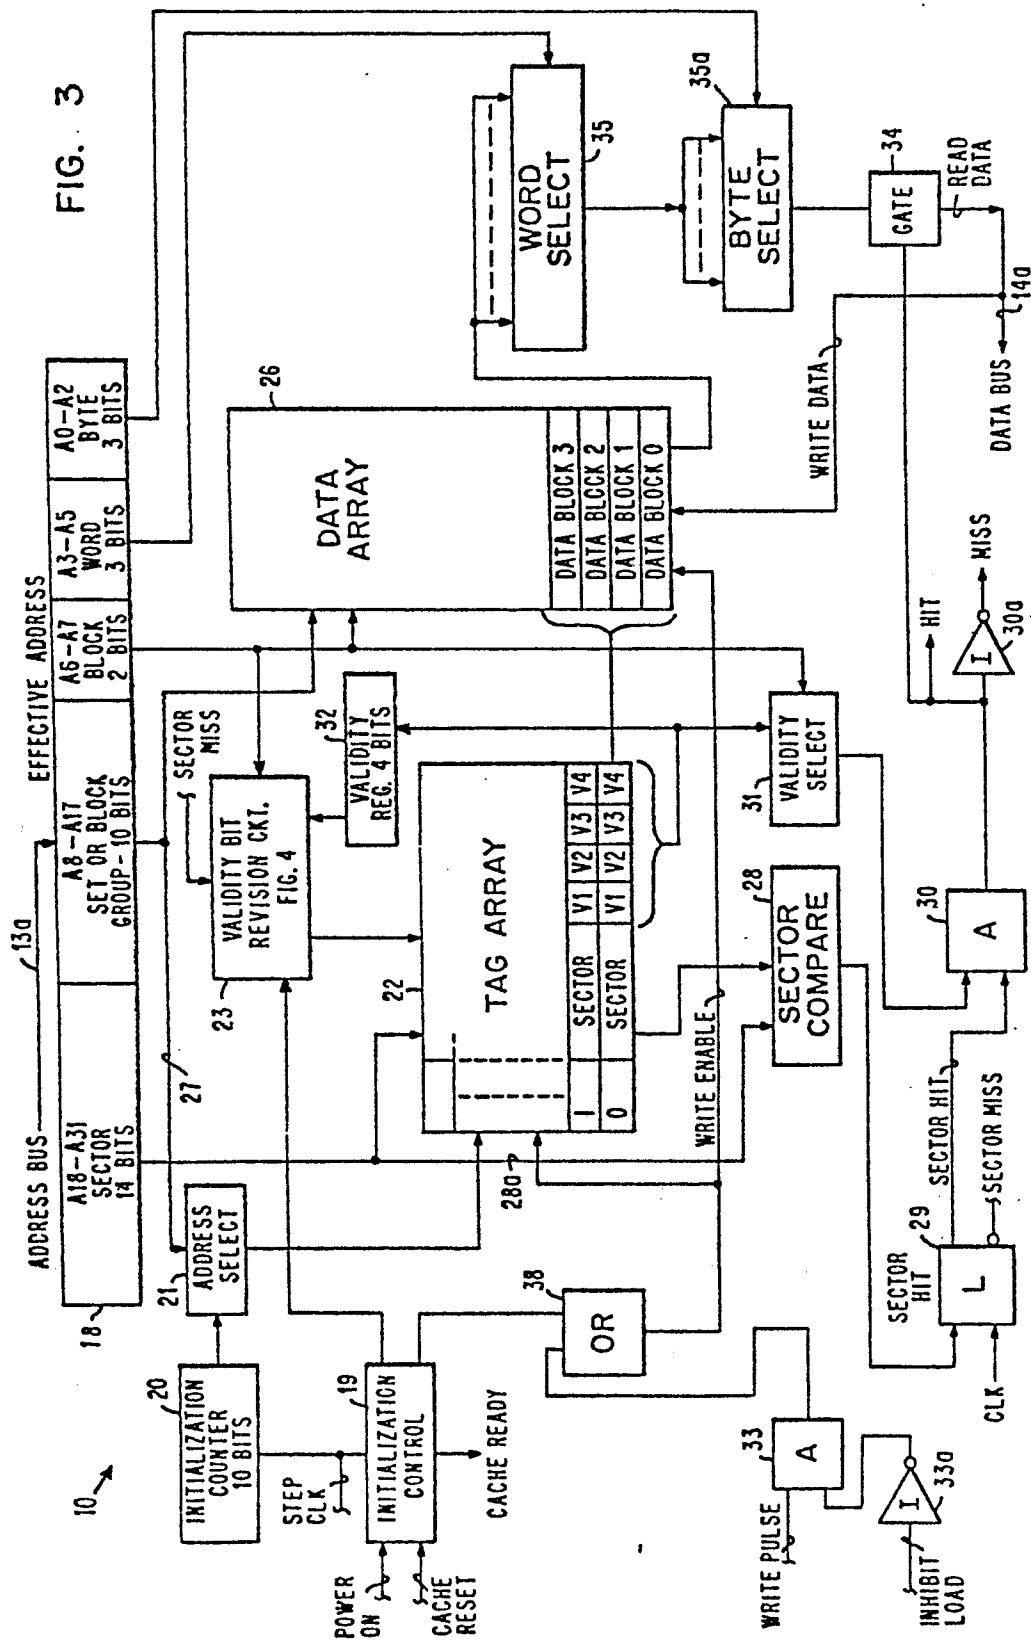 FIG. 3
ADDRESS BUS
13a
EFFECTIVE ADDRESS
18
A18-A31
SECTOR
14 BITS
A8-A17
SET OR BLOCK
GROUP-10 BITS
A6-A7
BLOCK
2 BITS
A3-A5
WORD
3 BITS
A0-A2
BYTE
3 BITS
10
20
INITIALIZATION
COUNTER
10 BITS
21
ADDRESS
SELECT
27
23
VALIDITY BIT
REVISION CKT.
FIG. 4
SECTOR
MISS
32
VALIDITY
REG. 4 BITS
26
DATA
ARRAY
DATA BLOCK 3
DATA BLOCK 2
DATA BLOCK 1
DATA BLOCK 0
STEP
CLK
POWER
ON
19
INITIALIZATION
CONTROL
CACHE
RESET
CACHE READY
22
TAG ARRAY
1 SECTOR V1 V2 V3 V4
0 SECTOR V1 V2 V3 V4
28a
WORD
SELECT
35
BYTE
SELECT
35a
38
OR
WRITE ENABLE
28
SECTOR
COMPARE
31
VALIDITY
SELECT
WRITE DATA
GATE
34
READ
DATA
DATA BUS
14a
WRITE PULSE
33
A
INHIBIT
LOAD
I
33a
CLK
SECTOR
HIT
29
L
SECTOR HIT
SECTOR MISS
30
A
HIT
I
30a
MISS